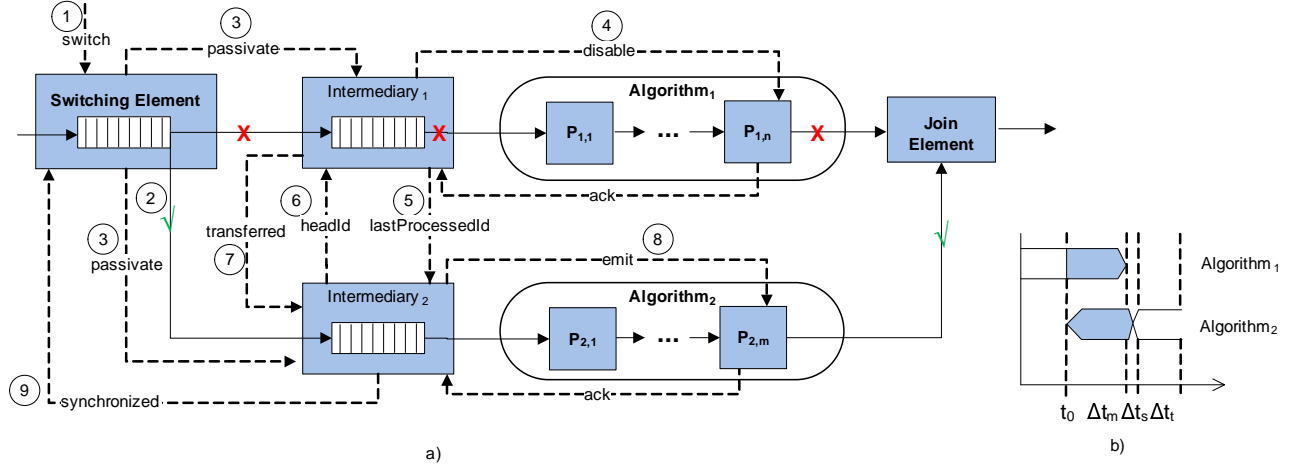 1
switch
3
passivate
4
disable
Switching Element
Intermediary 1
Algorithm1
X
X
P1,1
...
P1,n
X
Join
Element
ack
2
√
3
passivate
transferred
7
6
headId
5
lastProcessedId
8
emit
√
Intermediary 2
Algorithm2
P2,1
...
P2,m
ack
9
synchronized
a)
Algorithm 1
Algorithm2
t0 Δtm Δts Δtt
b)